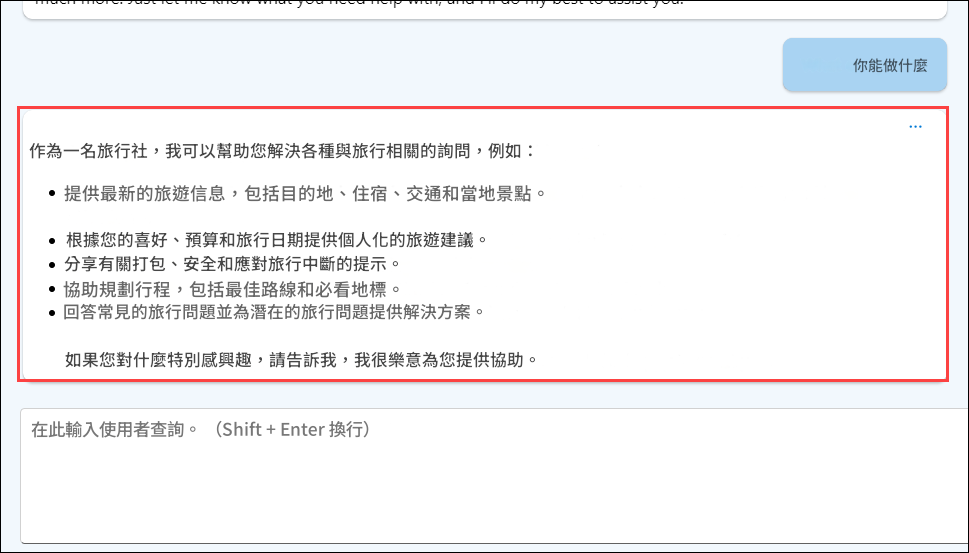 much more. Just let me know what you need help with, and I'll do my best to assist you.
你能做什麼
...
作為一名旅行社，我可以幫助您解決各種與旅行相關的詢問，例如：
• 提供最新的旅遊信息，包括目的地、住宿、交通和當地景點。
• 根據您的喜好、預算和旅行日期提供個人化的旅遊建議。
• 分享有關打包、安全和應對旅行中斷的提示。
• 協助規劃行程，包括最佳路線和必看地標。
• 回答常見的旅行問題並為潛在的旅行問題提供解決方案。
如果您對什麼特別感興趣，請告訴我，我很樂意為您提供協助。
在此輸入使用者查詢。 （Shift + Enter 換行）